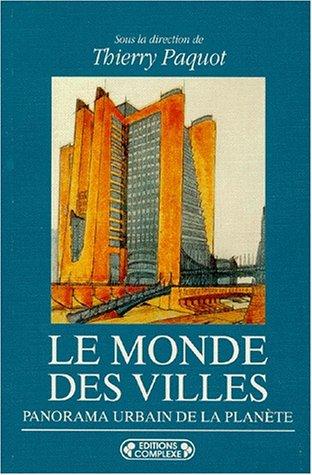 Sous la direction de
Thierry Paquot
LE MONDE
DES VILLES
PANORAMA URBAIN DE LA PLANÈTE
EDITIONS
COMPLEXE